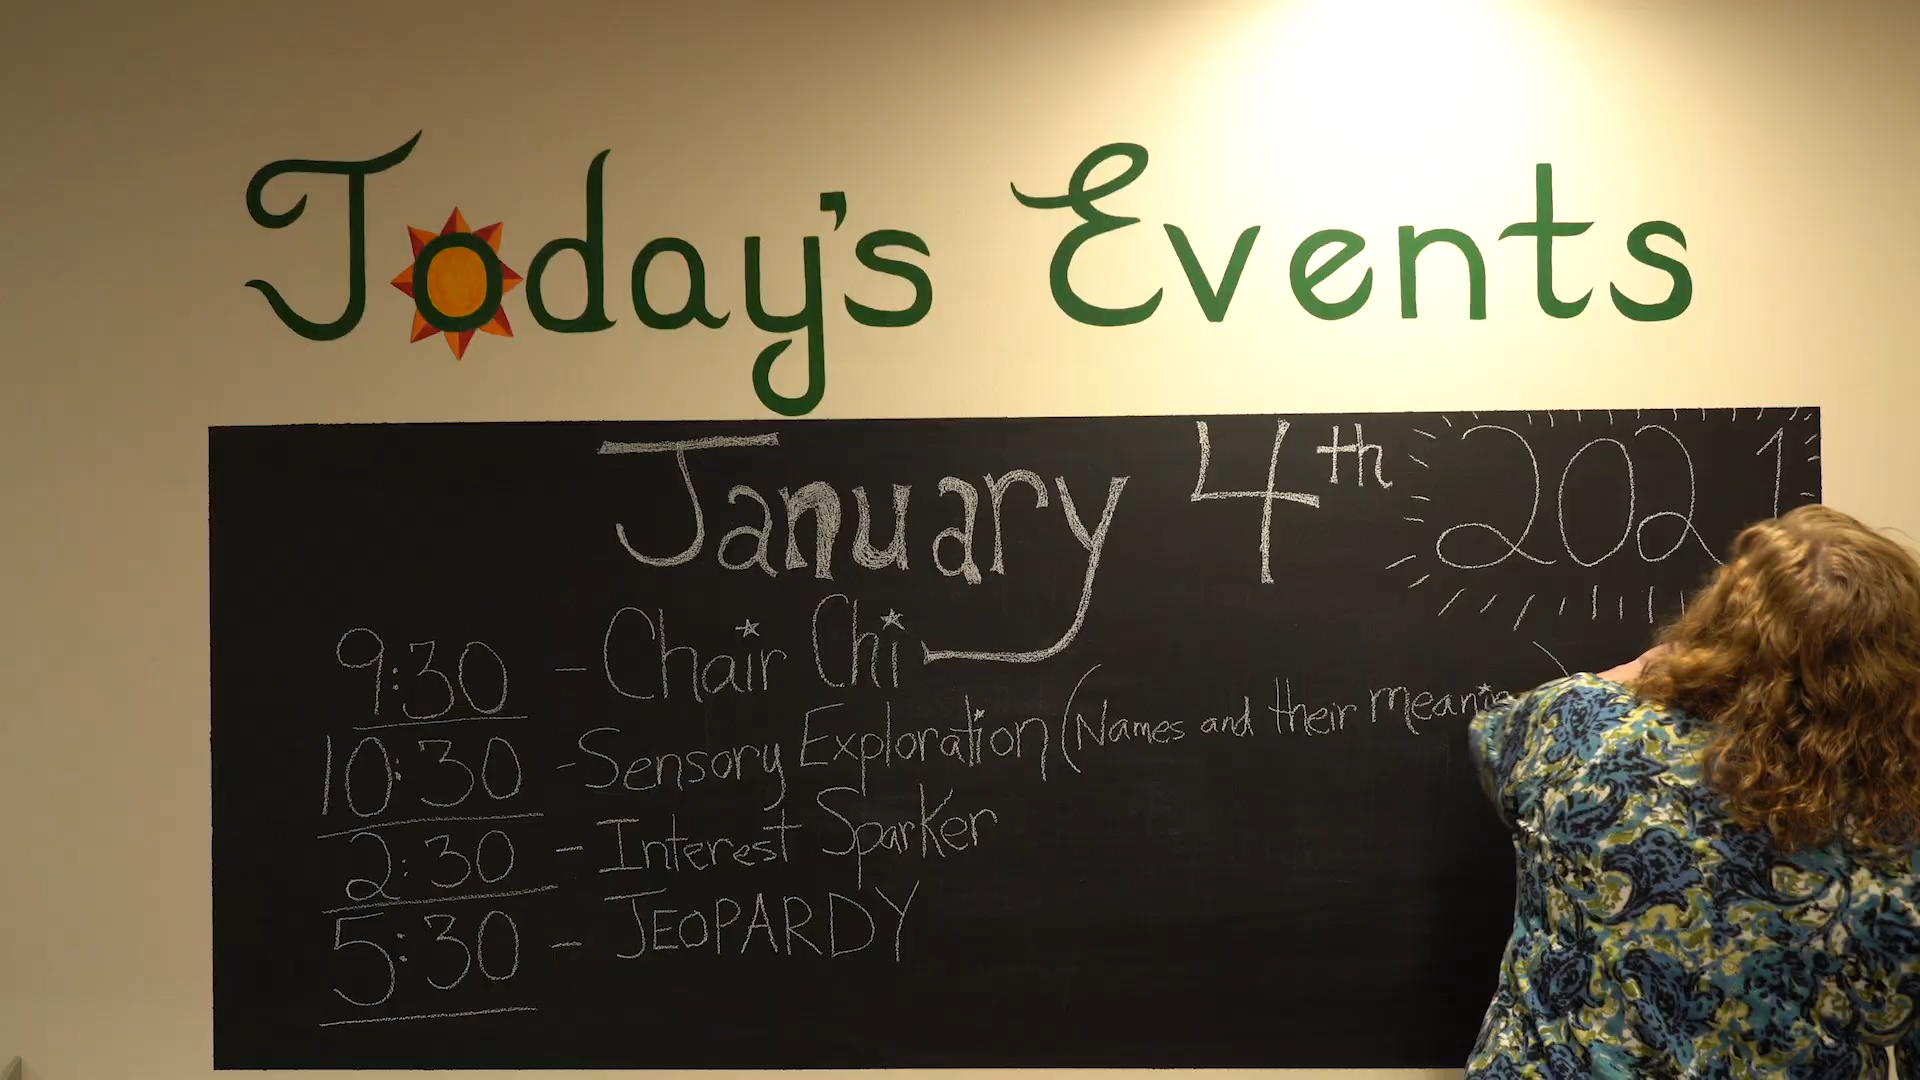 Today's Events
January 4th 2021
9:30 - Chair Chi
10:30 - Sensory Exploration (Names and their
2:30 - Interest Sparker
5:30 - JEOPARDY